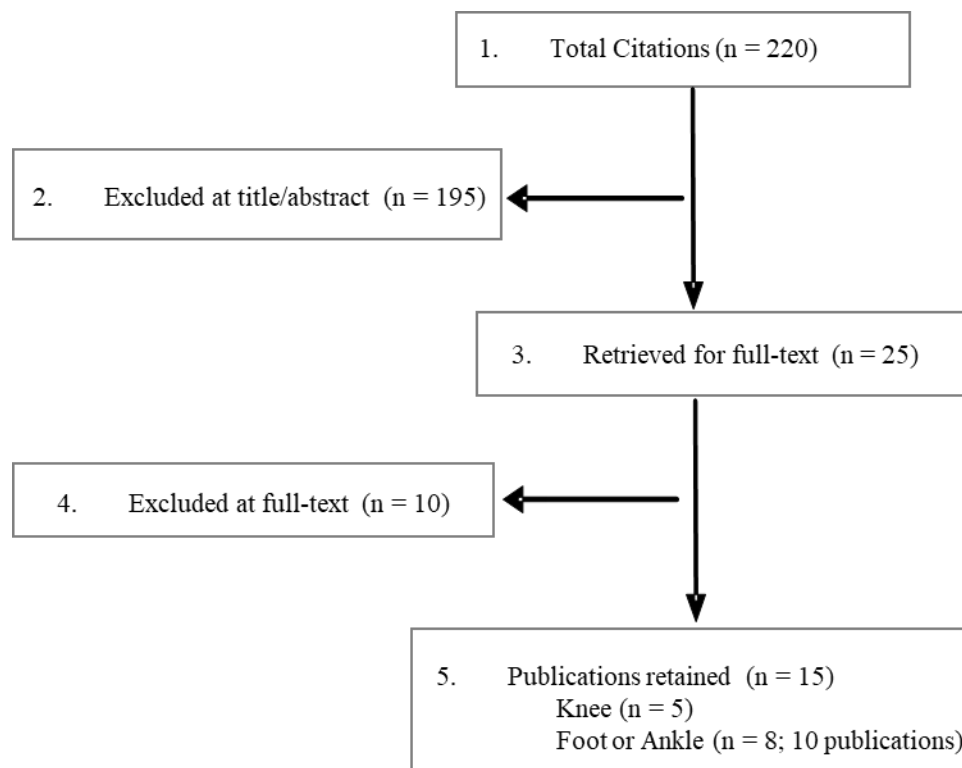 1. Total Citations (n = 220)
2. Excluded at title/abstract (n = 195)
3. Retrieved for full-text (n = 25)
4. Excluded at full-text (n = 10)
5. Publications retained (n = 15)
Knee (n = 5)
Foot or Ankle (n = 8; 10 publications)